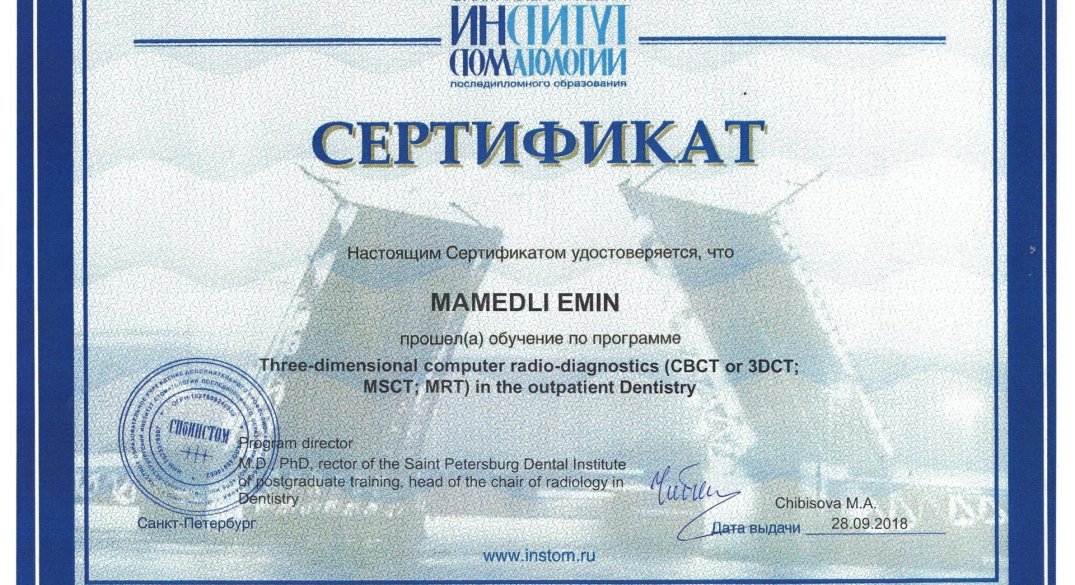 ИНСТИТУТ
СТОМАТОЛОГИИ
последипломного образования
СЕРТИФИКАТ
Настоящим Сертификатом удостоверяется, что
MAMEDLI EMIN
прошел(а) обучение по программе
Three-dimensional computer radio-diagnostics (CBCT or 3DCT;
MSCT; MRT) in the outpatient Dentistry
СПбИНСТОМ
Program director
M.D., PhD, rector of the Saint Petersburg Dental Institute
of postgraduate training, head of the chair of radiology in
Dentistry
Chibisova M.A.
Санкт-Петербург
Дата выдачи 28.09.2018
www.instom.ru